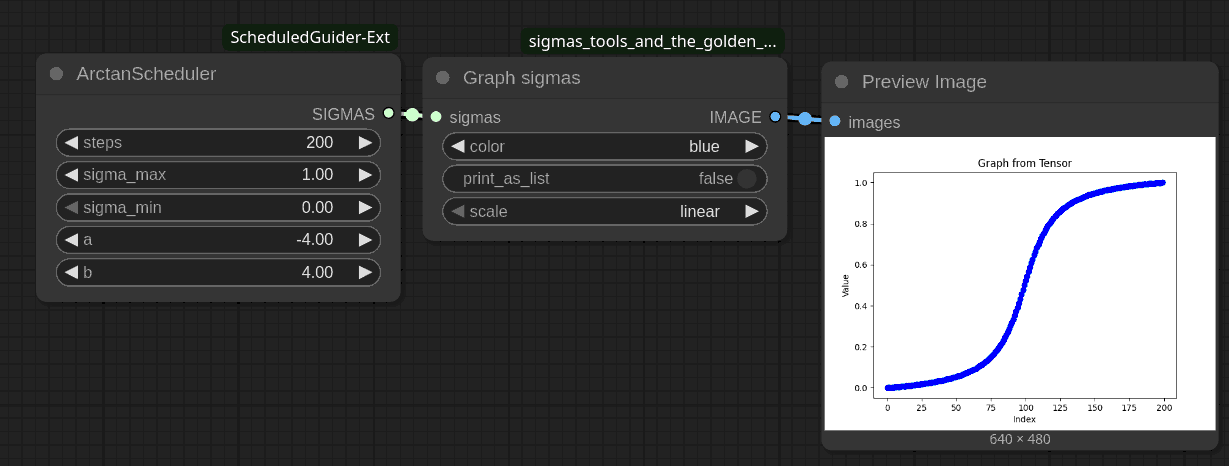 ScheduledGuider-Ext
ArctanScheduler
SIGMAS
steps 200
sigma_max 1.00
sigma_min 0.00
a -4.00
b 4.00
sigmas_tools_and_the_golden_...
Graph sigmas
sigmas IMAGE
color blue
print_as_list false
scale linear
Preview Image
images
Graph from Tensor
1.0
0.8
0.6
0.4
0.2
0.0
Value
0 25 50 75 100 125 150 175 200
Index
640 × 480